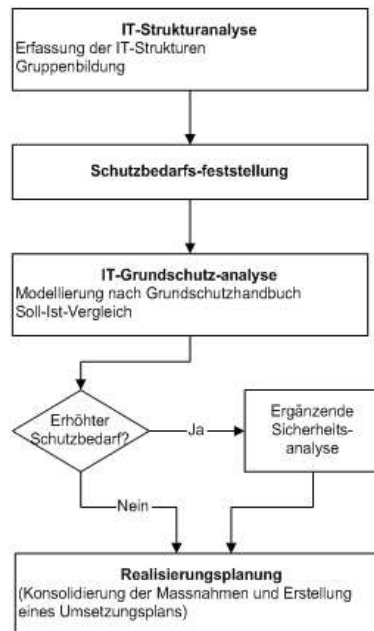 IT-Strukturanalyse
Erfassung der IT-Strukturen
Gruppenbildung
Schutzbedarfs-feststellung
IT-Grundschutz-analyse
Modellierung nach Grundschutzhandbuch
Soll-Ist-Vergleich
Erhöhter
Schutzbedarf?
Ja
Ergänzende
Sicherheits-
analyse
Nein
Realisierungsplanung
(Konsolidierung der Massnahmen und Erstellung
eines Umsetzungsplans)